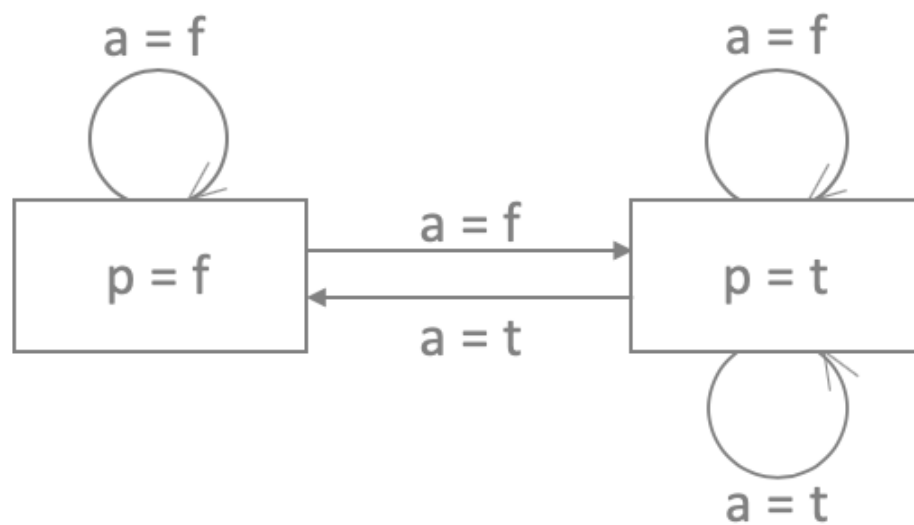 a = f
a = f
a = f
p = f
p = t
a = t
a = t